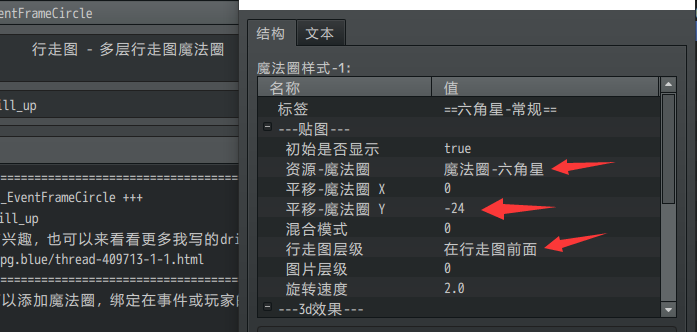 entFrameCircle
行走图 - 多层行走图魔法圈
ill_up
_EventFrameCircle +++
ill_up
兴趣，也可以来看看更多我写的dri
pg.blue/thread-409713-1-1.html
以添加魔法圈，绑定在事件或玩家的
结构 文本
魔法圈样式-1:
名称 值
标签 ==六角星-常规==
---贴图---
初始是否显示 true
资源-魔法圈 魔法圈-六角星
平移-魔法圈 X 0
平移-魔法圈 Y -24
混合模式 0
行走图层级 在行走图前面
图片层级 0
旋转速度 2.0
---3d效果---